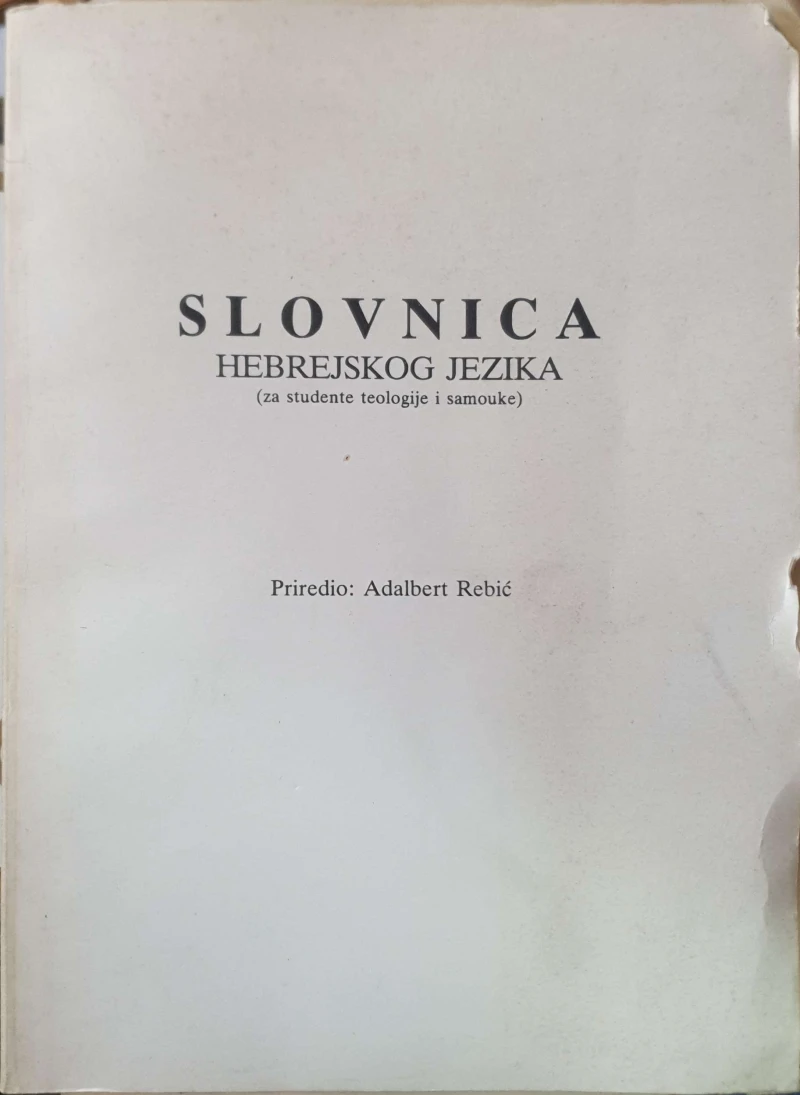 SLOVNICA
HEBREJSKOG JEZIKA
(za studente teologije i samouke)
Priredio: Adalbert Rebić